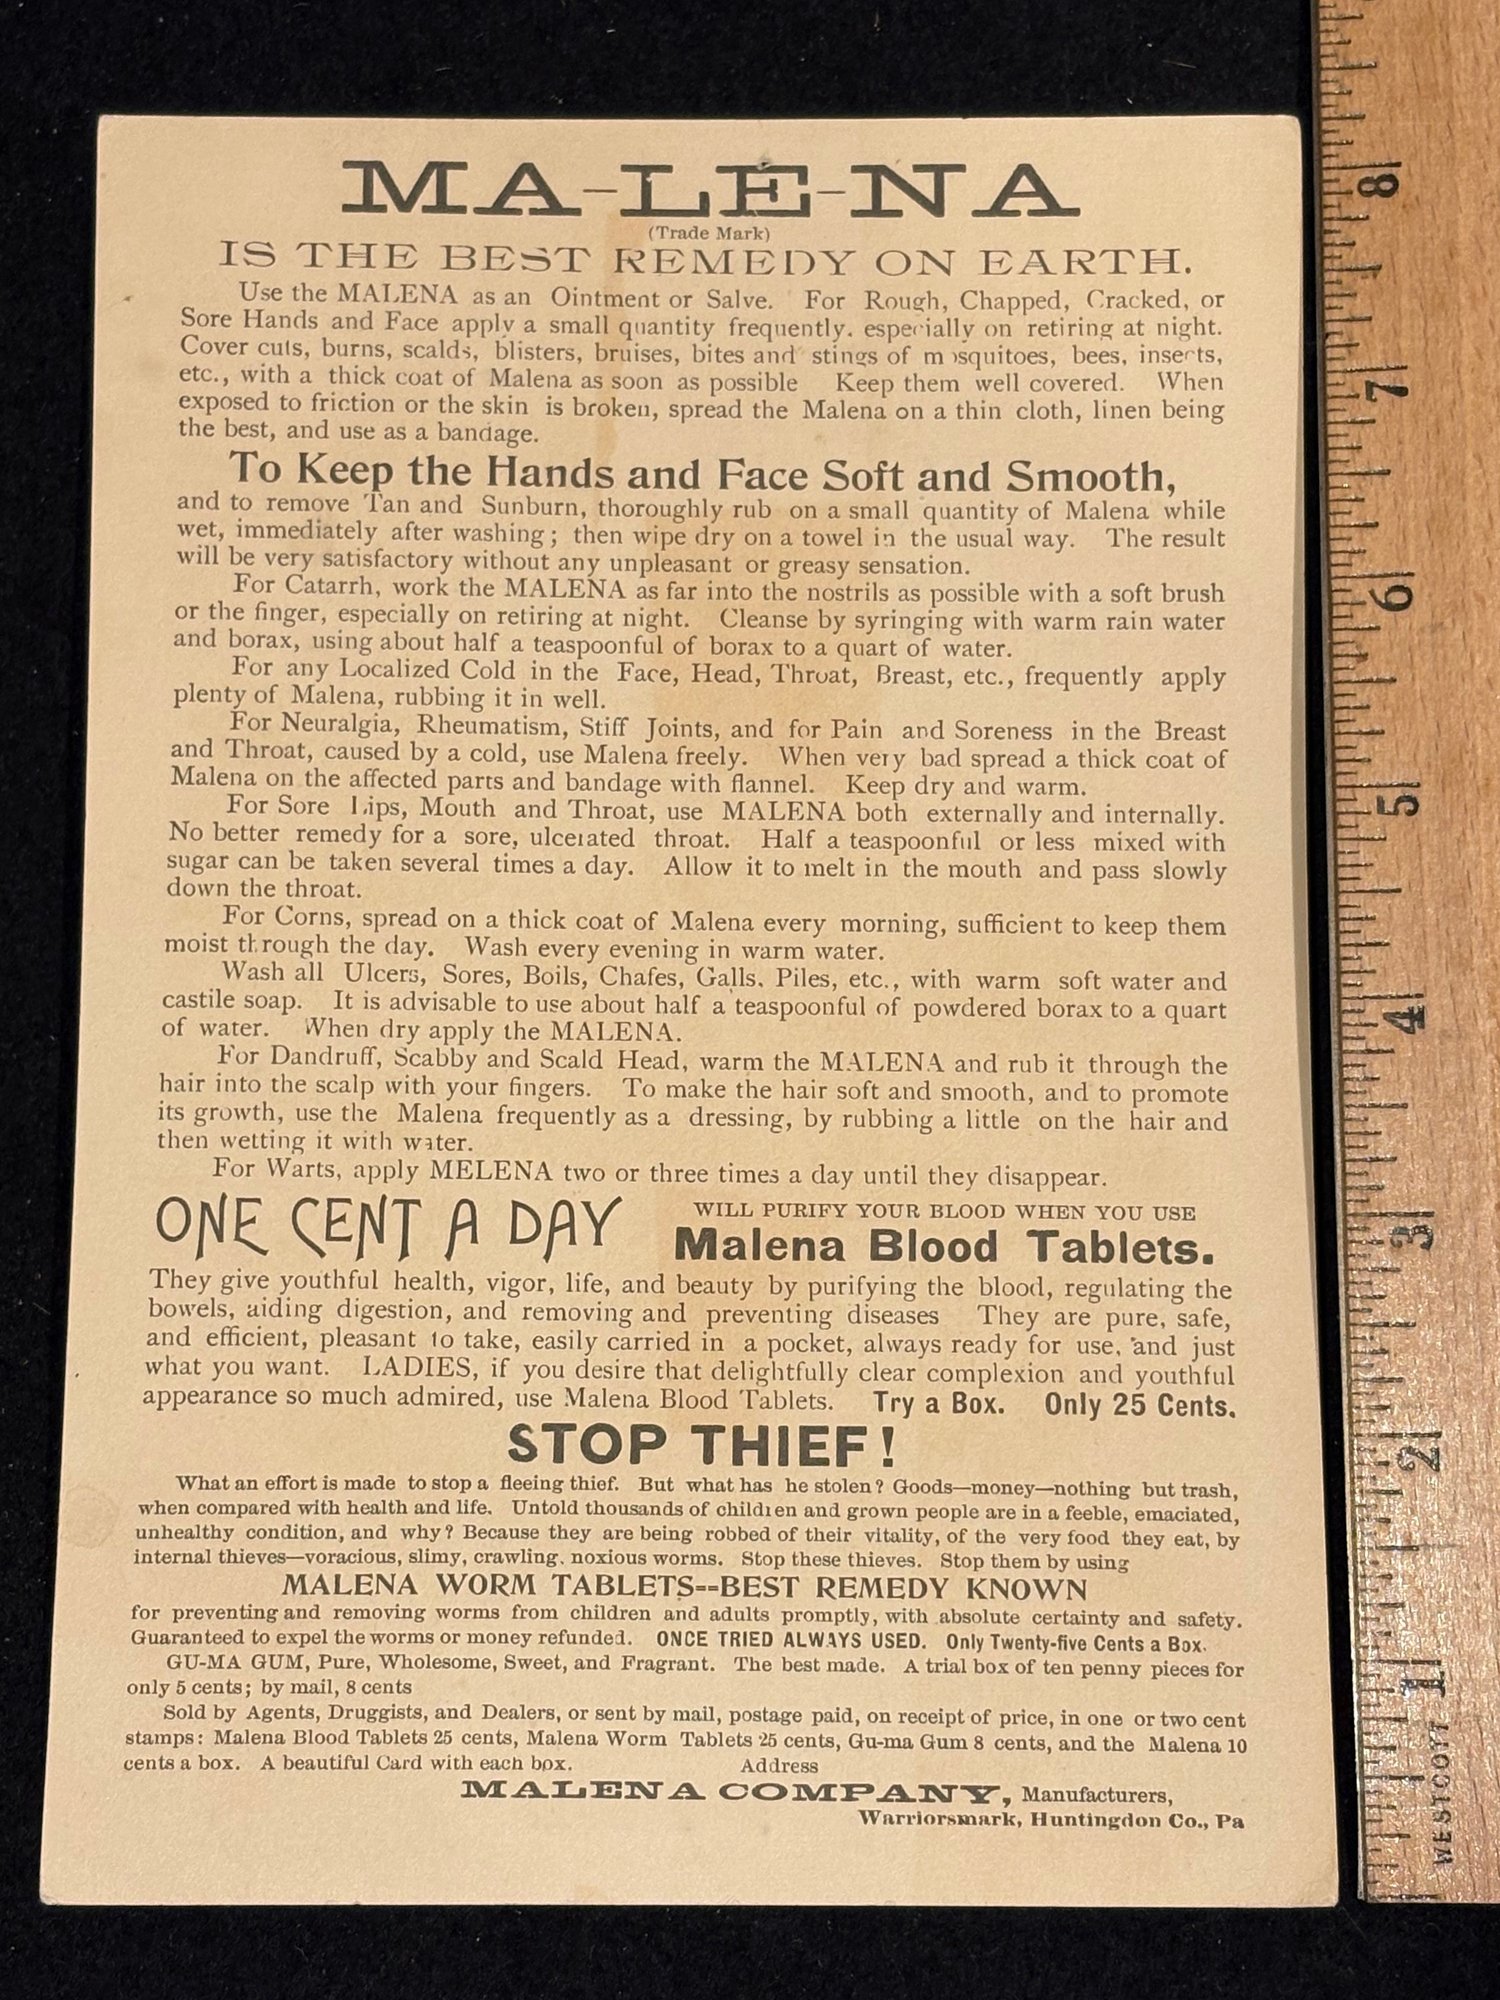 MA-LE-NA
(Trade Mark)
IS THE BEST REMEDY ON EARTH.
Use the MALENA as an Ointment or Salve. For Rough, Chapped, Cracked, or
Sore Hands and Face apply a small quantity frequently. especially on retiring at night.
Cover cuts, burns, scalds, blisters, bruises, bites and stings of mosquitoes, bees, insects,
etc., with a thick coat of Malena as soon as possible Keep them well covered. When
exposed to friction or the skin is broken, spread the Malena on a thin cloth, linen being
the best, and use as a bandage.
To Keep the Hands and Face Soft and Smooth,
and to remove Tan and Sunburn, thoroughly rub on a small quantity of Malena while
wet, immediately after washing; then wipe dry on a towel in the usual way. The result
will be very satisfactory without any unpleasant or greasy sensation.
For Catarrh, work the MALENA as far into the nostrils as possible with a soft brush
or the finger, especially on retiring at night. Cleanse by syringing with warm rain water
and borax, using about half a teaspoonful of borax to a quart of water.
For any Localized Cold in the Face, Head, Throat, Breast, etc., frequently apply
plenty of Malena, rubbing it in well.
For Neuralgia, Rheumatism, Stiff Joints, and for Pain and Soreness in the Breast
and Throat, caused by a cold, use Malena freely. When very bad spread a thick coat of
Malena on the affected parts and bandage with flannel. Keep dry and warm.
For Sore Lips, Mouth and Throat, use MALENA both externally and internally.
No better remedy for a sore, ulcerated throat. Half a teaspoonful or less mixed with
sugar can be taken several times a day. Allow it to melt in the mouth and pass slowly
down the throat.
For Corns, spread on a thick coat of Malena every morning, sufficient to keep them
moist through the day. Wash every evening in warm water.
Wash all Ulcers, Sores, Boils, Chafes, Galls, Piles, etc., with warm soft water and
castile soap. It is advisable to use about half a teaspoonful of powdered borax to a quart
of water. When dry apply the MALENA.
For Dandruff, Scabby and Scald Head, warm the MALENA and rub it through the
hair into the scalp with your fingers. To make the hair soft and smooth, and to promote
its growth, use the Malena frequently as a dressing, by rubbing a little on the hair and
then wetting it with water.
For Warts, apply MELENA two or three times a day until they disappear.
ONE CENT A DAY WILL PURIFY YOUR BLOOD WHEN YOU USE
Malena Blood Tablets.
They give youthful health, vigor, life, and beauty by purifying the blood, regulating the
bowels, aiding digestion, and removing and preventing diseases They are pure, safe,
and efficient, pleasant to take, easily carried in a pocket, always ready for use, and just
what you want. LADIES, if you desire that delightfully clear complexion and youthful
appearance so much admired, use Malena Blood Tablets. Try a Box. Only 25 Cents.
STOP THIEF!
What an effort is made to stop a fleeing thief. But what has he stolen? Goods—money—nothing but trash,
when compared with health and life. Untold thousands of children and grown people are in a feeble, emaciated,
unhealthy condition, and why? Because they are being robbed of their vitality, of the very food they eat, by
internal thieves—voracious, slimy, crawling, noxious worms. Stop these thieves. Stop them by using
MALENA WORM TABLETS--BEST REMEDY KNOWN
for preventing and removing worms from children and adults promptly, with absolute certainty and safety.
Guaranteed to expel the worms or money refunded. ONCE TRIED ALWAYS USED. Only Twenty-five Cents a Box.
GU-MA GUM, Pure, Wholesome, Sweet, and Fragrant. The best made. A trial box of ten penny pieces for
only 5 cents; by mail, 8 cents
Sold by Agents, Druggists, and Dealers, or sent by mail, postage paid, on receipt of price, in one or two cent
stamps: Malena Blood Tablets 25 cents, Malena Worm Tablets 25 cents, Gu-ma Gum 8 cents, and the Malena 10
cents a box. A beautiful Card with each box. Address
MALENA COMPANY, Manufacturers,
Warriorsmark, Huntingdon Co., Pa
8
7
6
5
4
3
2
1
WESTCOTT